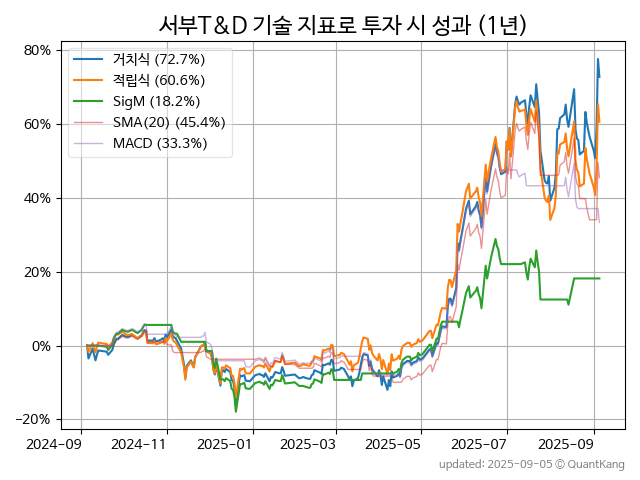 서부T&D 기술 지표로 투자 시 성과 (1년)
80%
60%
40%
20%
0%
−20%
거치식 (72.7%)
적립식 (60.6%)
SigM (18.2%)
SMA(20) (45.4%)
MACD (33.3%)
2024-09 2024-11 2025-01 2025-03 2025-05 2025-07 2025-09
updated: 2025-09-05 © QuantKang